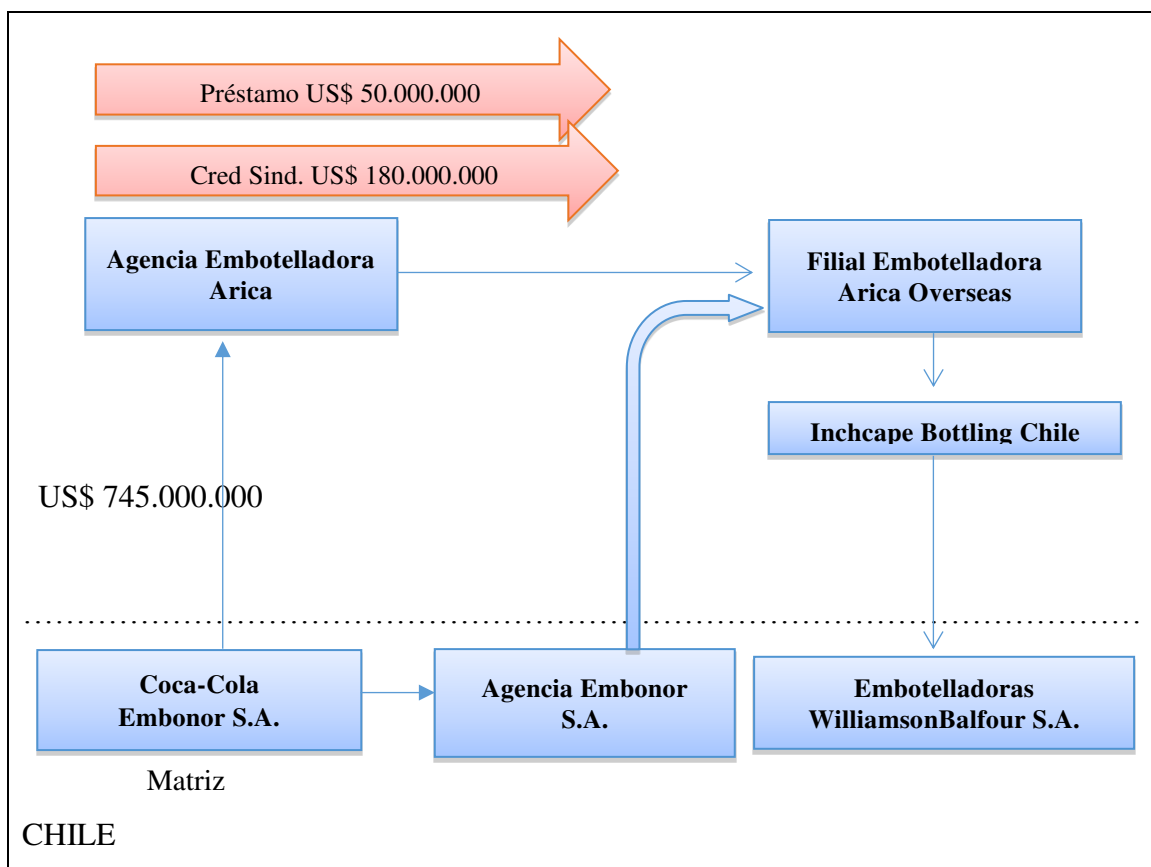 Préstamo US$ 50.000.000
Cred Sind. US$ 180.000.000
Agencia Embotelladora
Arica
Filial Embotelladora
Arica Overseas
Inchcape Bottling Chile
US$ 745.000.000
Coca-Cola
Embonor S.A.
Agencia Embonor
S.A.
Embotelladoras
WilliamsonBalfour S.A.
Matriz
CHILE